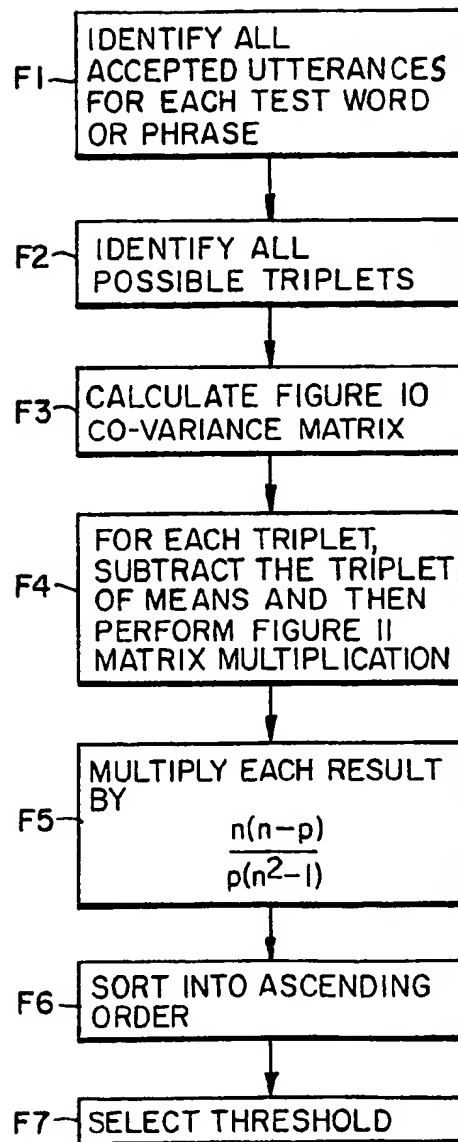 IDENTIFY ALL
F1 ACCEPTED UTTERANCES
FOR EACH TEST WORD
OR PHRASE
F2 IDENTIFY ALL
POSSIBLE TRIPLETS
F3 CALCULATE FIGURE 10
CO-VARIANCE MATRIX
FOR EACH TRIPLET,
SUBTRACT THE TRIPLET
F4 OF MEANS AND THEN
PERFORM FIGURE 11
MATRIX MULTIPLICATION
MULTIPLY EACH RESULT
BY
F5 n(n-p)
p(n²-1)
F6 SORT INTO ASCENDING
ORDER
F7 SELECT THRESHOLD